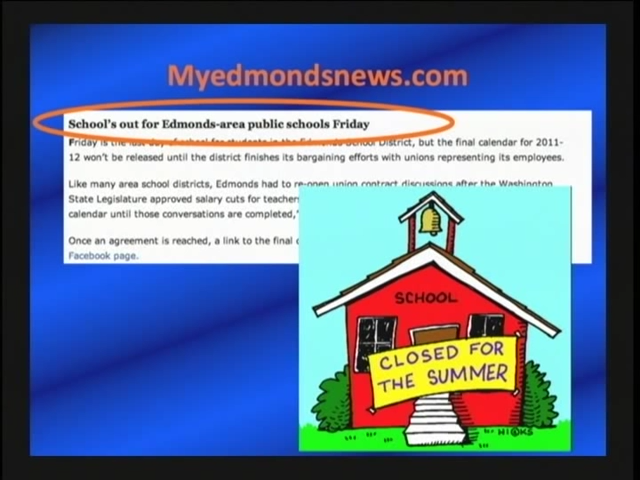 Myedmondsnews.com
School's out for Edmonds-area public schools Friday
Friday is the last day of school for students in the Edmonds School District, but the final calendar for 2011-
12 won't be released until the district finishes its bargaining efforts with unions representing its employees.
Like many area school districts, Edmonds had to re-open union contract discussions after the Washington
State Legislature approved salary cuts for teachers
calendar until those conversations are completed,"
Once an agreement is reached, a link to the final c
Facebook page.
SCHOOL
CLOSED FOR
THE SUMMER
HICKS